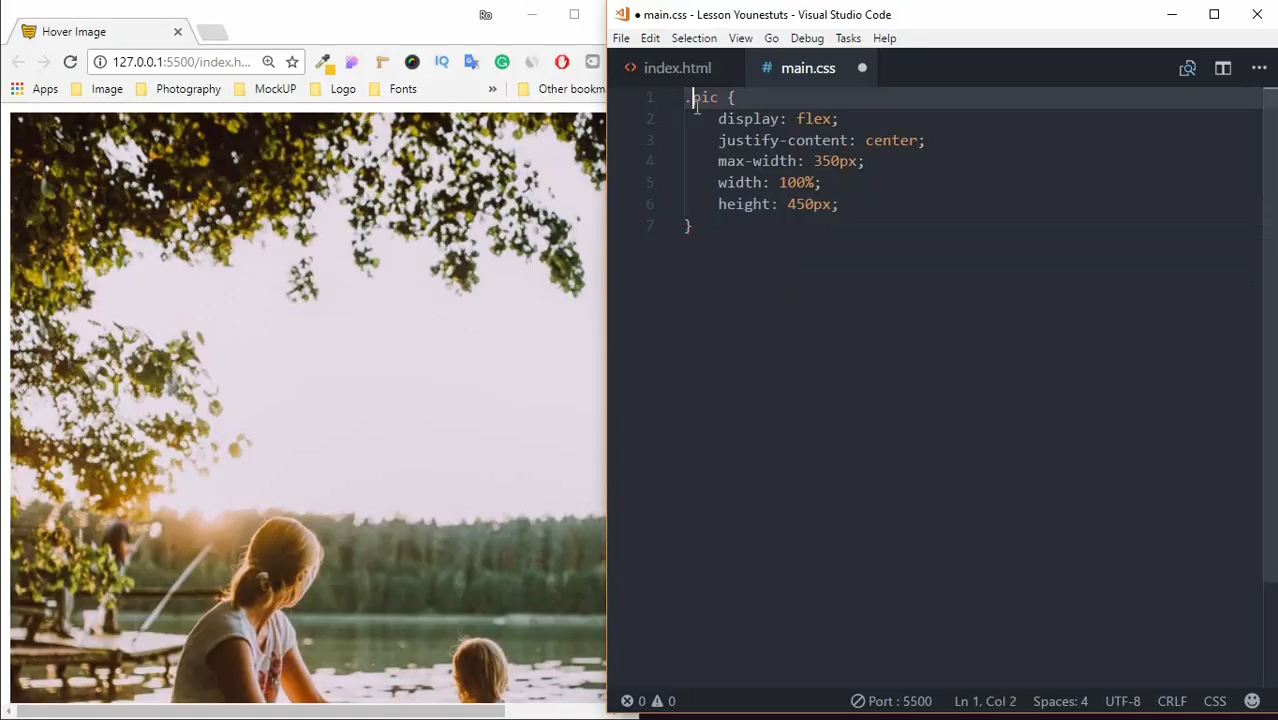 Hover Image
127.0.0.1:5500/index.h...
IQ
Apps Image Photography MockUP Logo Fonts » Other bookm
● main.css - Lesson Younestuts - Visual Studio Code
File Edit Selection View Go Debug Tasks Help
<> index.html # main.css ●
1 .pic {
2 display: flex;
3 justify-content: center;
4 max-width: 350px;
5 width: 100%;
6 height: 450px;
7 }
0 0 Port : 5500 Ln 1, Col 2 Spaces: 4 UTF-8 CRLF CSS